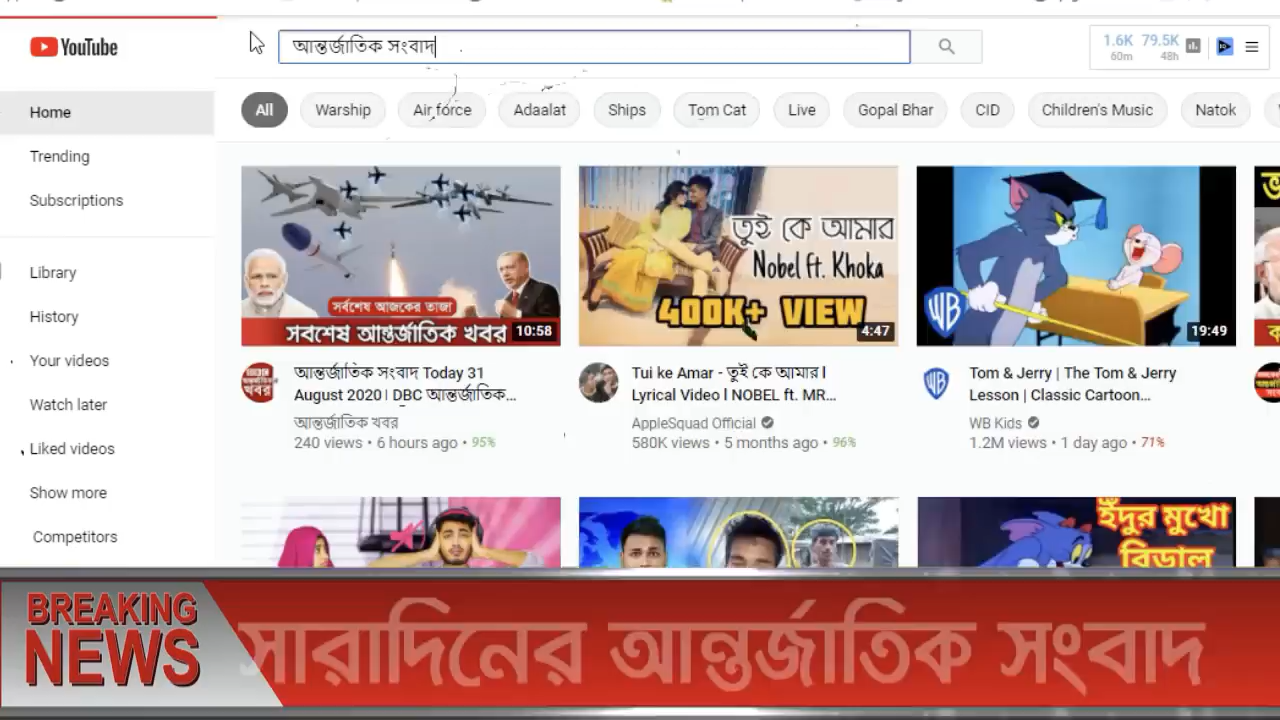 YouTube
আন্তর্জাতিক সংবাদ
1.6K 79.5K
60m 48h
All Warship Air force Adaalat Ships Tom Cat Live Gopal Bhar CID Children's Music Natok
Home
Trending
Subscriptions
Library
History
Your videos
Watch later
Liked videos
Show more
Competitors
সর্বশেষ আজকের তাজা
সবশেষ আন্তর্জাতিক খবর
10:58
আন্তর্জাতিক সংবাদ Today 31
August 2020। DBC আন্তর্জাতিক...
আন্তর্জাতিক খবর
240 views • 6 hours ago • 95%
তুই কে আমার
Nobel ft. Khoka
400K+ VIEW
4:47
Tui ke Amar - তুই কে আমার l
Lyrical Video l NOBEL ft. MR...
AppleSquad Official
580K views • 5 months ago • 96%
WB
19:49
Tom & Jerry | The Tom & Jerry
Lesson | Classic Cartoon...
WB Kids
1.2M views • 1 day ago • 71%
ইঁদুর মুখো
বিড়াল
BREAKING
NEWS
সারাদিনের আন্তর্জাতিক সংবাদ